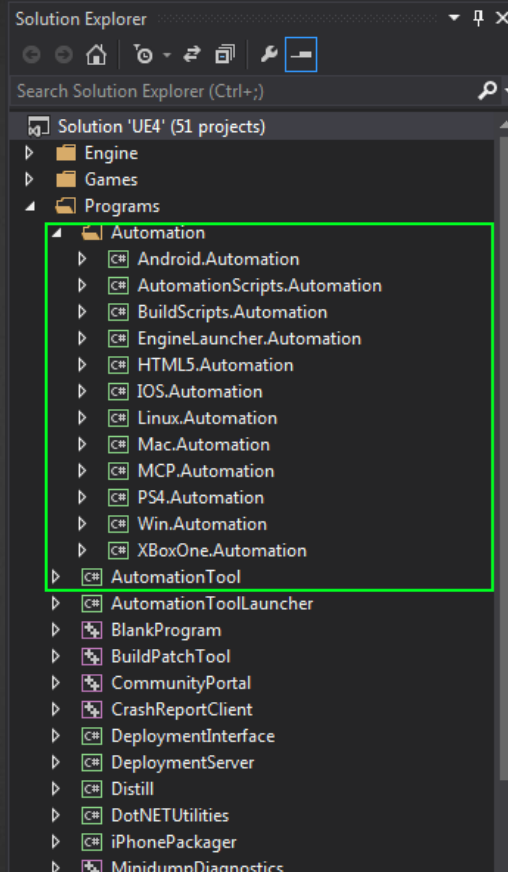 Solution Explorer
Search Solution Explorer (Ctrl+;)
Solution 'UE4' (51 projects)
Engine
Games
Programs
Automation
C# Android.Automation
C# AutomationScripts.Automation
C# BuildScripts.Automation
C# EngineLauncher.Automation
C# HTML5.Automation
C# IOS.Automation
C# Linux.Automation
C# Mac.Automation
C# MCP.Automation
C# PS4.Automation
C# Win.Automation
C# XBoxOne.Automation
C# AutomationTool
C# AutomationToolLauncher
BlankProgram
BuildPatchTool
CommunityPortal
CrashReportClient
C# DeploymentInterface
C# DeploymentServer
C# Distill
C# DotNETUtilities
C# iPhonePackager
MinidumpDiagnostics